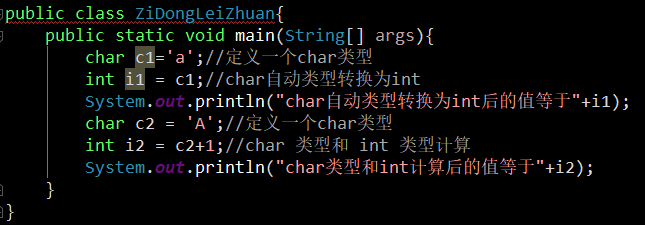 public class ZiDongLeiZhuan{
    public static void main(String[] args){
        char c1='a';//定义一个char类型
        int i1 = c1;//char自动类型转换为int
        System.out.println("char自动类型转换为int后的值等于"+i1);
        char c2 = 'A';//定义一个char类型
        int i2 = c2+1;//char 类型和 int 类型计算
        System.out.println("char类型和int计算后的值等于"+i2);
    }
}